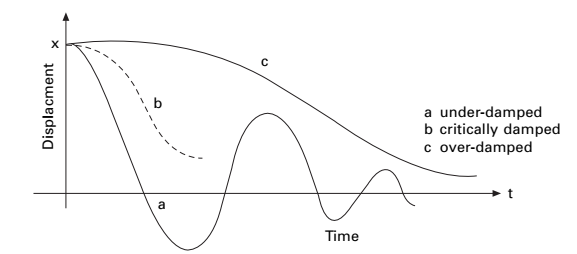 x
Displacment
c
b
a
a under-damped
b critically damped
c over-damped
t
Time